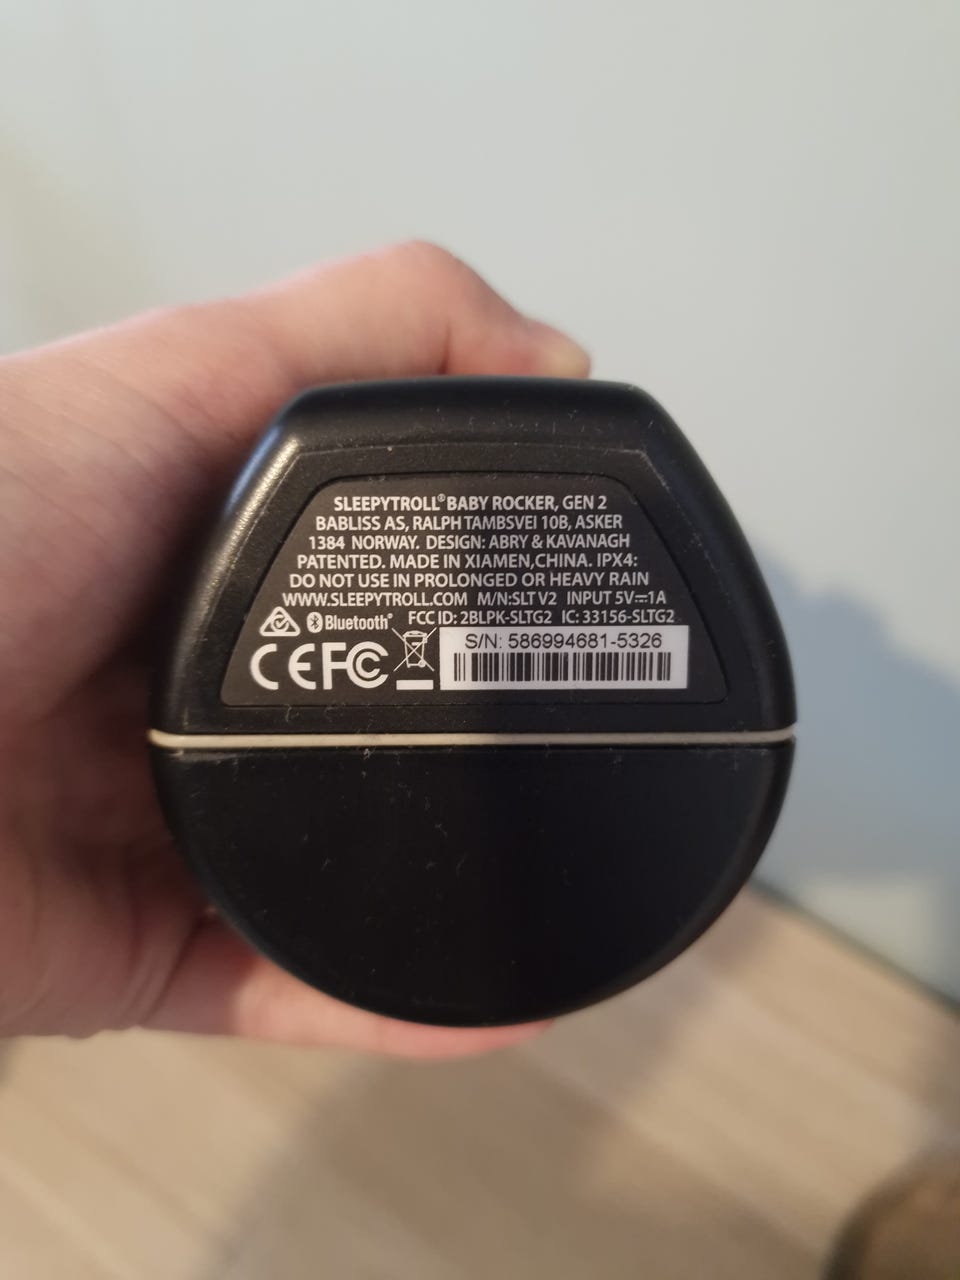 SLEEPYTROLL® BABY ROCKER, GEN 2
BABLISS AS, RALPH TAMBSVEI 10B, ASKER
1384 NORWAY. DESIGN: ABRY & KAVANAGH
PATENTED. MADE IN XIAMEN,CHINA. IPX4:
DO NOT USE IN PROLONGED OR HEAVY RAIN
WWW.SLEEPYTROLL.COM M/N:SLT V2 INPUT 5V⎓1A
Bluetooth® FCC ID: 2BLPK-SLTG2 IC: 33156-SLTG2
CE FC S/N: 586994681-5326